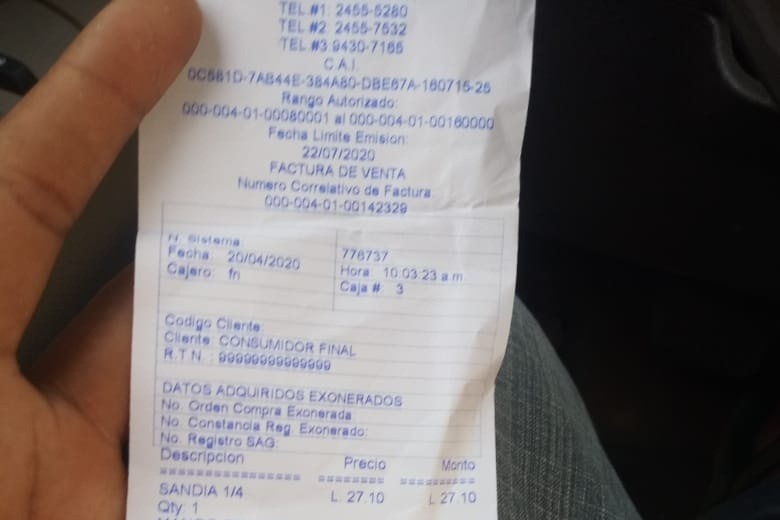 TEL #1: 2455-5280
TEL #2: 2455-7532
TEL #3 9430-7165
C.A.I.
0C581D-7AB44E-384A80-DBE67A-160715-25
Rango Autorizado:
000-004-01-00080001 al 000-004-01-00160000
Fecha Limite Emision:
22/07/2020
FACTURA DE VENTA
Numero Correlativo de Factura
000-004-01-00142329
N. Sistema 776737
Fecha: 20/04/2020 Hora: 10:03:23 a.m
Cajero: fn Caja # 3
Codigo Cliente:
Cliente: CONSUMIDOR FINAL
R.T.N. : 99999999999999
DATOS ADQUIRIDOS EXONERADOS
No. Orden Compra Exonerada
No. Constancia Reg. Exonerado:
No. Registro SAG:
Descripcion Precio Monto
================ ======== =========
SANDIA 1/4 L. 27.10 L 27.10
Qty. 1